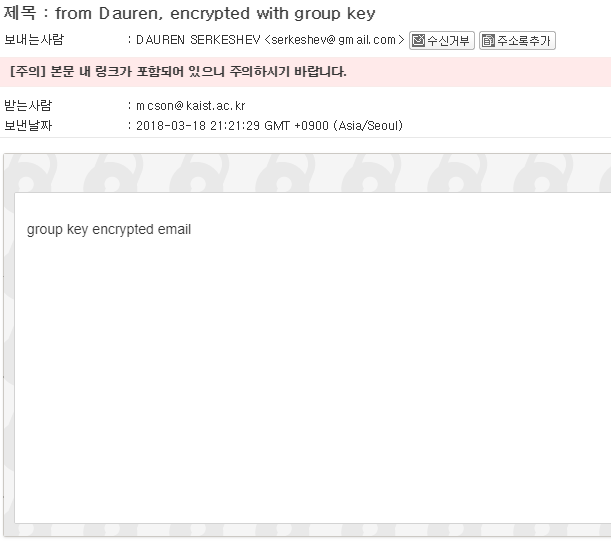 제목 : from Dauren, encrypted with group key
보내는사람 : DAUREN SERKESHEV <serkeshev@gmail.com> 수신거부 주소록추가
[주의] 본문 내 링크가 포함되어 있으니 주의하시기 바랍니다.
받는사람 : mcson@kaist.ac.kr
보낸날짜 : 2018-03-18 21:21:29 GMT +0900 (Asia/Seoul)
group key encrypted email